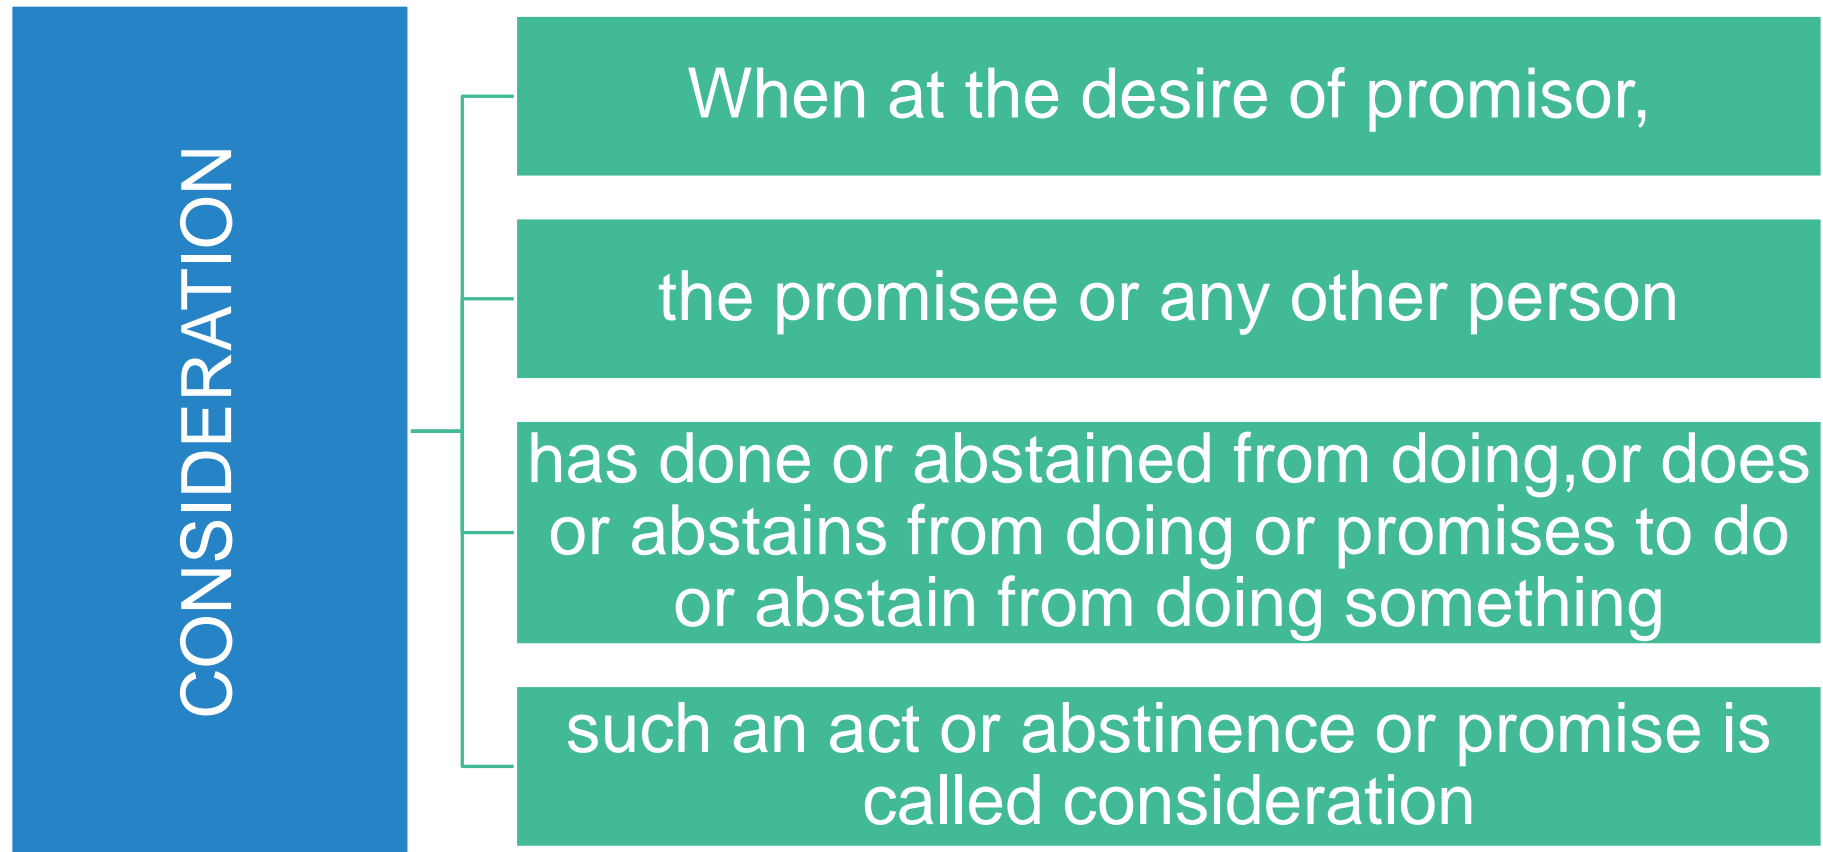 CONSIDERATION
When at the desire of promisor,
the promisee or any other person
has done or abstained from doing,or does
or abstains from doing or promises to do
or abstain from doing something
such an act or abstinence or promise is
called consideration